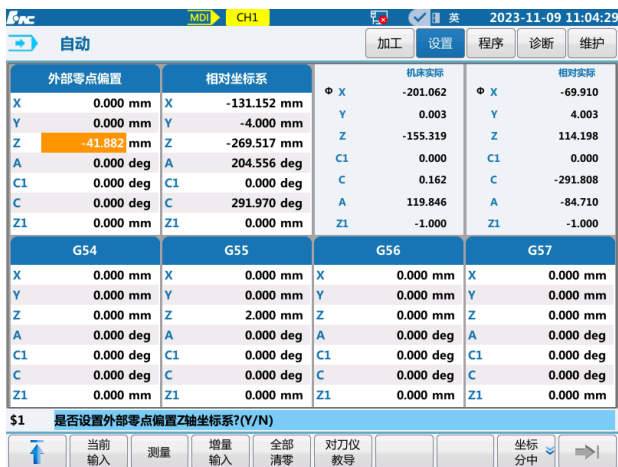 MDI CH1 英 2023-11-09 11:04:29
自动 加工 设置 程序 诊断 维护
外部零点偏置 相对坐标系 机床实际 相对实际
X 0.000 mm X -131.152 mm Φ X -201.062 Φ X -69.910
Y 0.000 mm Y -4.000 mm Y 0.003 Y 4.003
Z -41.882 mm Z -269.517 mm Z -155.319 Z 114.198
A 0.000 deg A 204.556 deg C1 0.000 C1 0.000
C1 0.000 deg C1 0.000 deg C 0.162 C -291.808
C 0.000 deg C 291.970 deg A 119.846 A -84.710
Z1 0.000 mm Z1 0.000 mm Z1 -1.000 Z1 -1.000
G54 G55 G56 G57
X 0.000 mm X 0.000 mm X 0.000 mm X 0.000 mm
Y 0.000 mm Y 0.000 mm Y 0.000 mm Y 0.000 mm
Z 0.000 mm Z 2.000 mm Z 0.000 mm Z 0.000 mm
A 0.000 deg A 0.000 deg A 0.000 deg A 0.000 deg
C1 0.000 deg C1 0.000 deg C1 0.000 deg C1 0.000 deg
C 0.000 deg C 0.000 deg C 0.000 deg C 0.000 deg
Z1 0.000 mm Z1 0.000 mm Z1 0.000 mm Z1 0.000 mm
$1 是否设置外部零点偏置Z轴坐标系?(Y/N)
当前 增量 全部 对刀仪 坐标
输入 测量 输入 清零 教导 分中